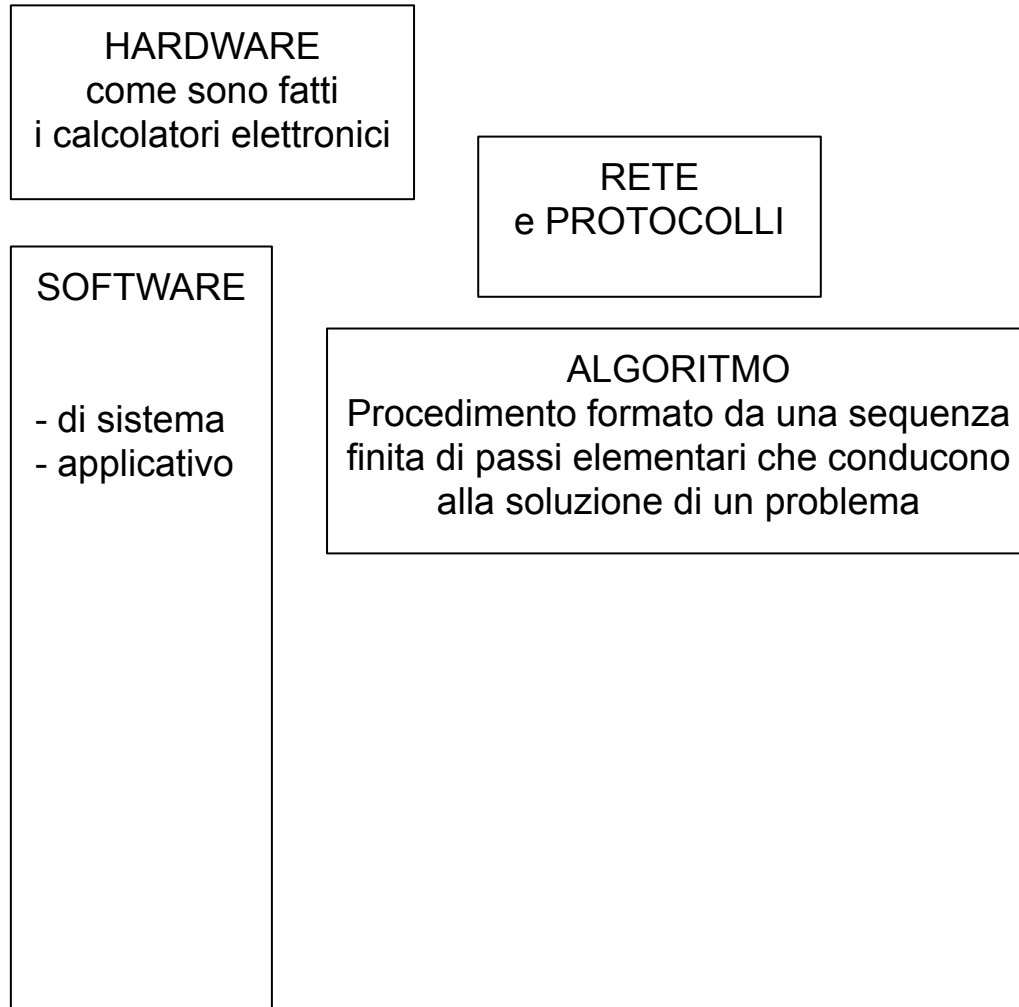 HARDWARE
come sono fatti
i calcolatori elettronici
RETE
e PROTOCOLLI
SOFTWARE
- di sistema
- applicativo
ALGORITMO
Procedimento formato da una sequenza
finita di passi elementari che conducono
alla soluzione di un problema